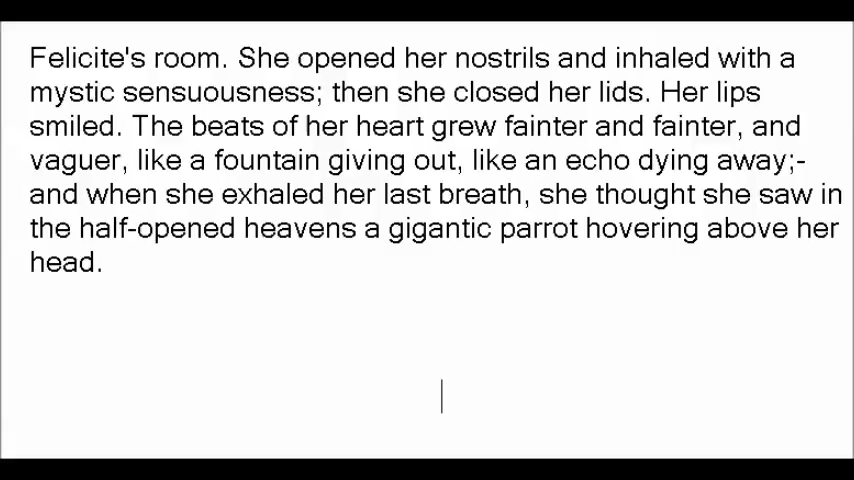 Felicite's room. She opened her nostrils and inhaled with a
mystic sensuousness; then she closed her lids. Her lips
smiled. The beats of her heart grew fainter and fainter, and
vaguer, like a fountain giving out, like an echo dying away;-
and when she exhaled her last breath, she thought she saw in
the half-opened heavens a gigantic parrot hovering above her
head.